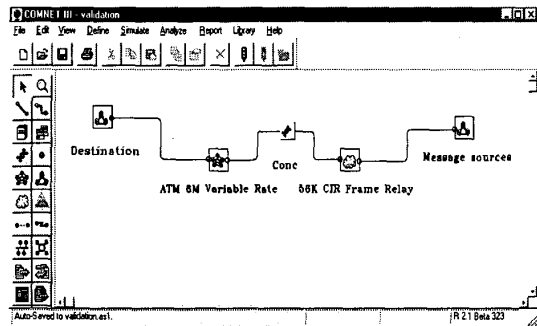 COMNET III - validation
File Edit View Define Simulate Analyze Report Library Help
Destination
Conc
Message sources
ATM 6M Variable Rate
56K CIR Frame Relay
Auto-Saved to validation.as1.
R 2.1 Beta 323